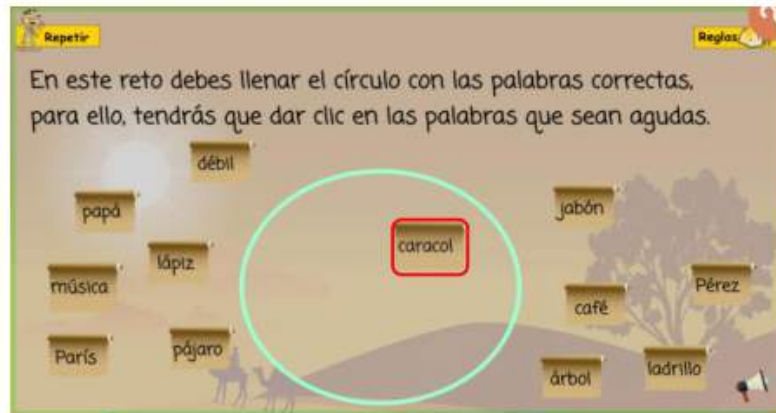 Repetir
Reglas
En este reto debes llenar el círculo con las palabras correctas,
para ello, tendrás que dar clic en las palabras que sean agudas.
débil
papá
jabón
caracol
lápiz
música
Pérez
café
París
pájaro
árbol
ladrillo